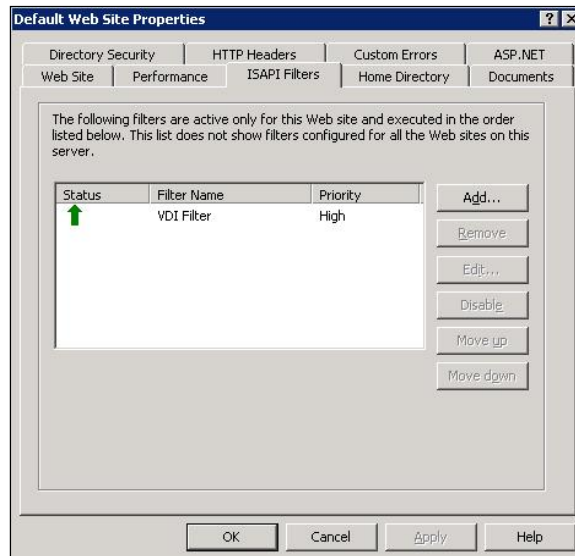 Default Web Site Properties
Directory Security HTTP Headers Custom Errors ASP.NET
Web Site Performance ISAPI Filters Home Directory Documents
The following filters are active only for this Web site and executed in the order
listed below. This list does not show filters configured for all the Web sites on this
server.
Status Filter Name Priority
VDI Filter High
Add...
Remove
Edit...
Disable
Move up
Move down
OK Cancel Apply Help